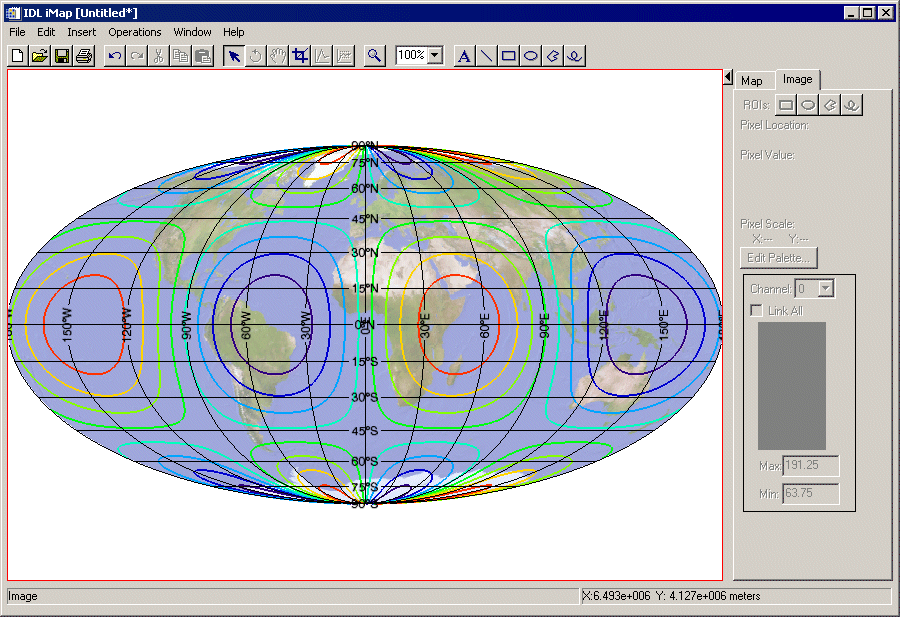 IDL iMap [Untitled*]
File Edit Insert Operations Window Help
100%
Map Image
ROIs:
Pixel Location:
Pixel Value:
Pixel Scale:
X:--- Y:---
Edit Palette...
Channel: 0
Link All
Max: 191.25
Min: 63.75
90°N
75°N
60°N
45°N
30°N
15°N
150°W 120°W 90°W 60°W 30°W 0°N 30°E 60°E 90°E 120°E 150°E
15°S
30°S
45°S
60°S
75°S
90°S
Image X:6.493e+006 Y: 4.127e+006 meters